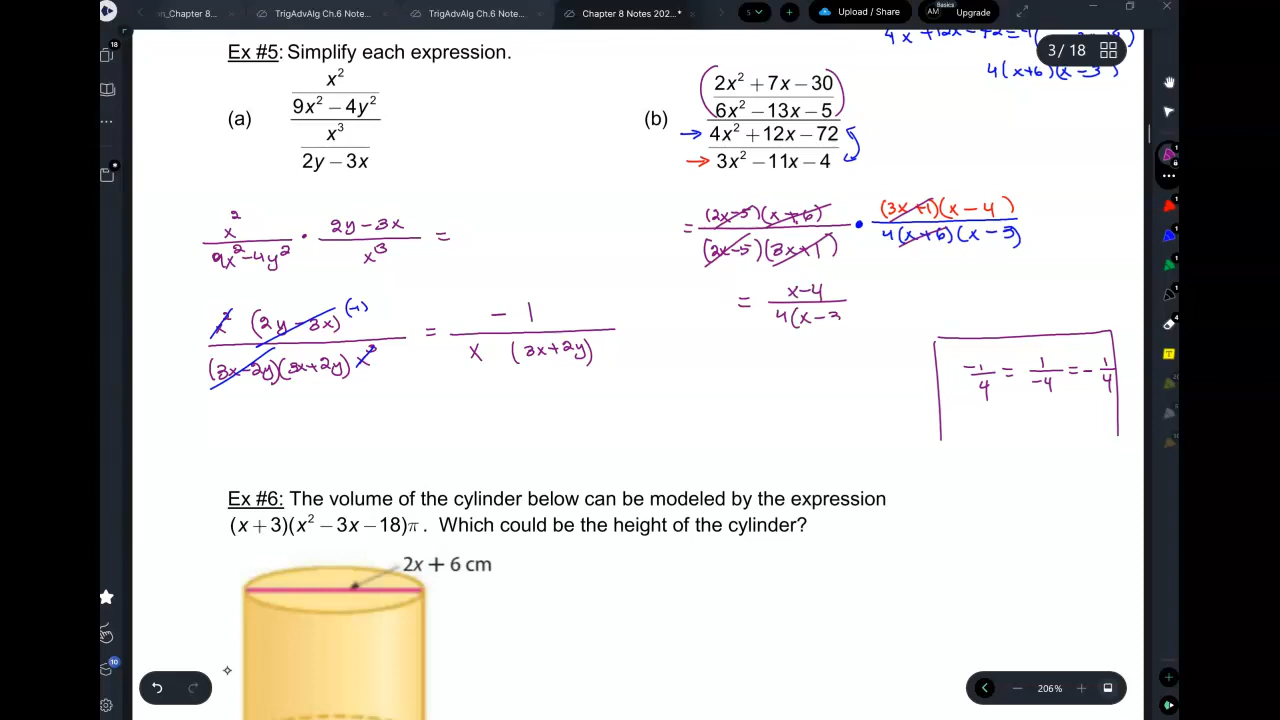 m_Chapter 8...
TrigAdvAlg Ch.6 Note...
TrigAdvAlg Ch.6 Note...
Chapter 8 Notes 202...*
5
Upload / Share
AM
Basics
Upgrade
3 / 18
18
Ex #5: Simplify each expression.
4(x+6)(x-3)
(a) x² / (9x² − 4y²) / x³ / (2y − 3x)
(b) (2x² + 7x − 30 / 6x² − 13x − 5) / 4x² + 12x − 72 / 3x² − 11x − 4
x² / 9x²-4y² • 2y-3x / x³ =
= (2x-5)(x+6) / (2x-5)(3x+1) • (3x+1)(x-4) / 4(x+6)(x-3)
x² (2y-3x)(-1) / (3x-2y)(3x+2y) x³ = -1 / x (3x+2y)
= x-4 / 4(x-3
-1/4 = 1/-4 = - 1/4
Ex #6: The volume of the cylinder below can be modeled by the expression
(x + 3)(x² − 3x − 18)π. Which could be the height of the cylinder?
2x + 6 cm
10
206%